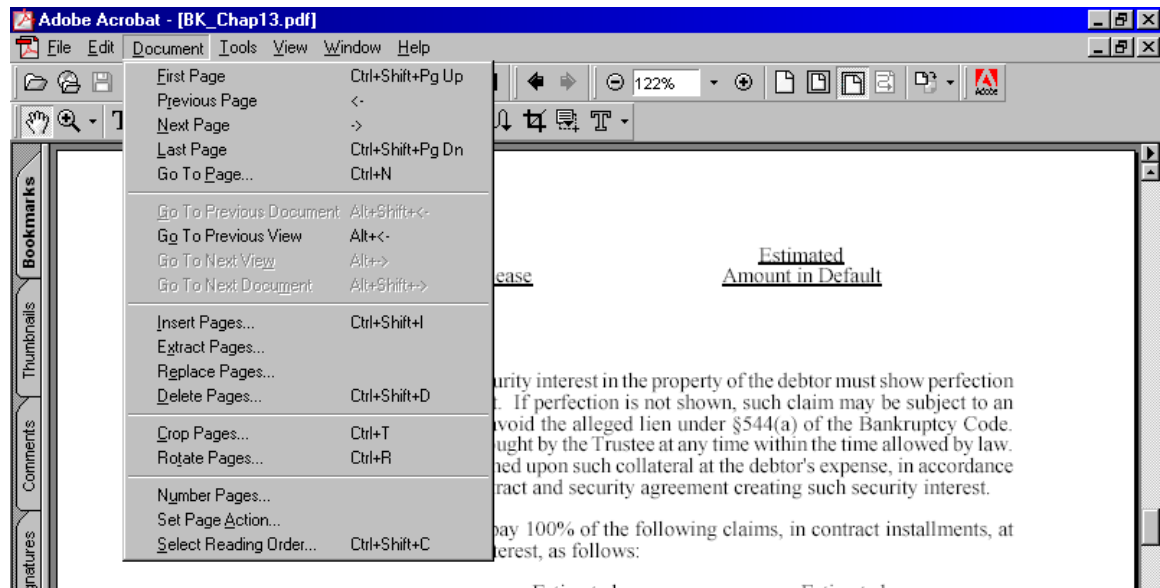 Adobe Acrobat - [BK_Chap13.pdf]
File Edit Document Tools View Window Help
122%
Adobe
First Page Ctrl+Shift+Pg Up
Previous Page <-
Next Page ->
Last Page Ctrl+Shift+Pg Dn
Go To Page... Ctrl+N
Go To Previous Document Alt+Shift+<-
Go To Previous View Alt+<-
Go To Next View Alt+->
Go To Next Document Alt+Shift+->
Insert Pages... Ctrl+Shift+I
Extract Pages...
Replace Pages...
Delete Pages... Ctrl+Shift+D
Crop Pages... Ctrl+T
Rotate Pages... Ctrl+R
Number Pages...
Set Page Action...
Select Reading Order... Ctrl+Shift+C
Bookmarks
Thumbnails
Comments
gnatures
Estimated
ease Amount in Default
urity interest in the property of the debtor must show perfection
t. If perfection is not shown, such claim may be subject to an
avoid the alleged lien under §544(a) of the Bankruptcy Code.
ught by the Trustee at any time within the time allowed by law.
ned upon such collateral at the debtor's expense, in accordance
ract and security agreement creating such security interest.
pay 100% of the following claims, in contract installments, at
terest, as follows: